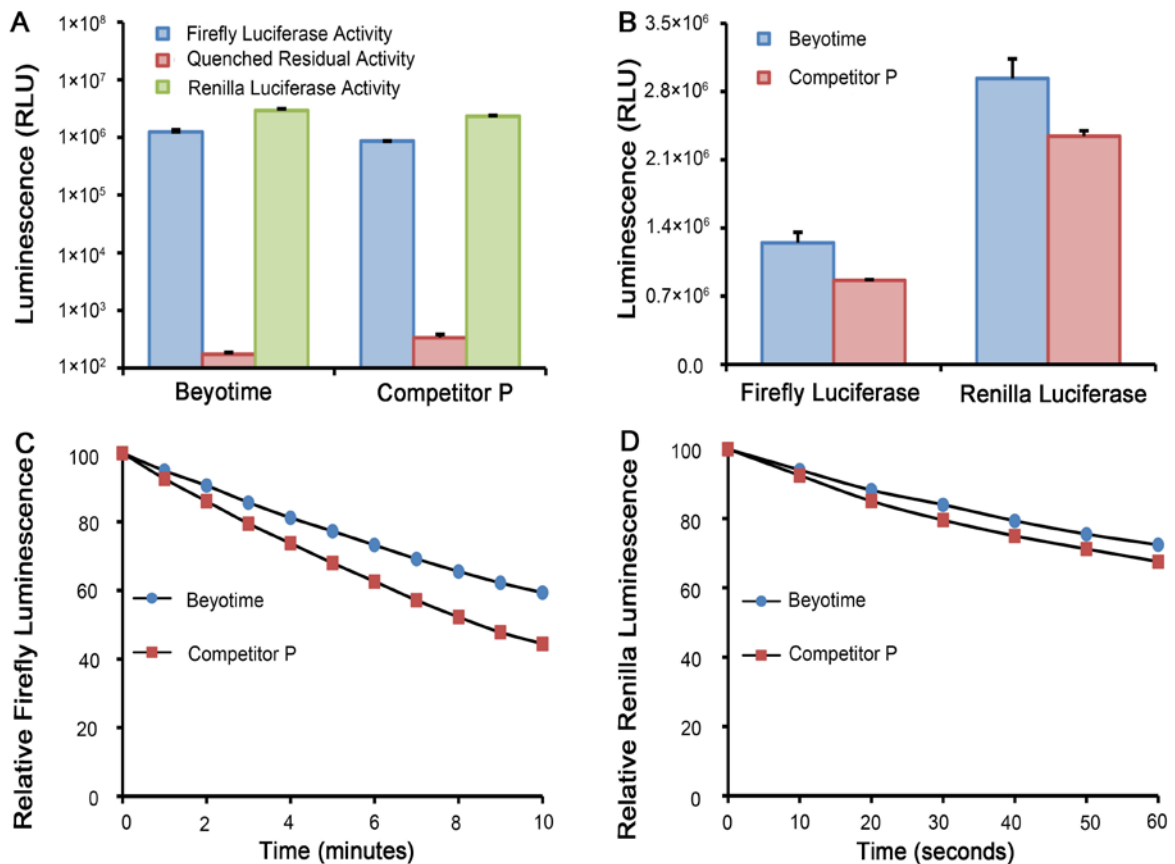 A
Luminescence (RLU)
1×10⁸
1×10⁷
1×10⁶
1×10⁵
1×10⁴
1×10³
1×10²
Firefly Luciferase Activity
Quenched Residual Activity
Renilla Luciferase Activity
Beyotime
Competitor P
B
Luminescence (RLU)
3.5×10⁶
2.8×10⁶
2.1×10⁶
1.4×10⁶
0.7×10⁶
0.0
Beyotime
Competitor P
Firefly Luciferase
Renilla Luciferase
C
Relative Firefly Luminescence
100
80
60
40
20
0
Beyotime
Competitor P
0 2 4 6 8 10
Time (minutes)
D
Relative Renilla Luminescence
100
80
60
40
20
0
Beyotime
Competitor P
0 10 20 30 40 50 60
Time (seconds)